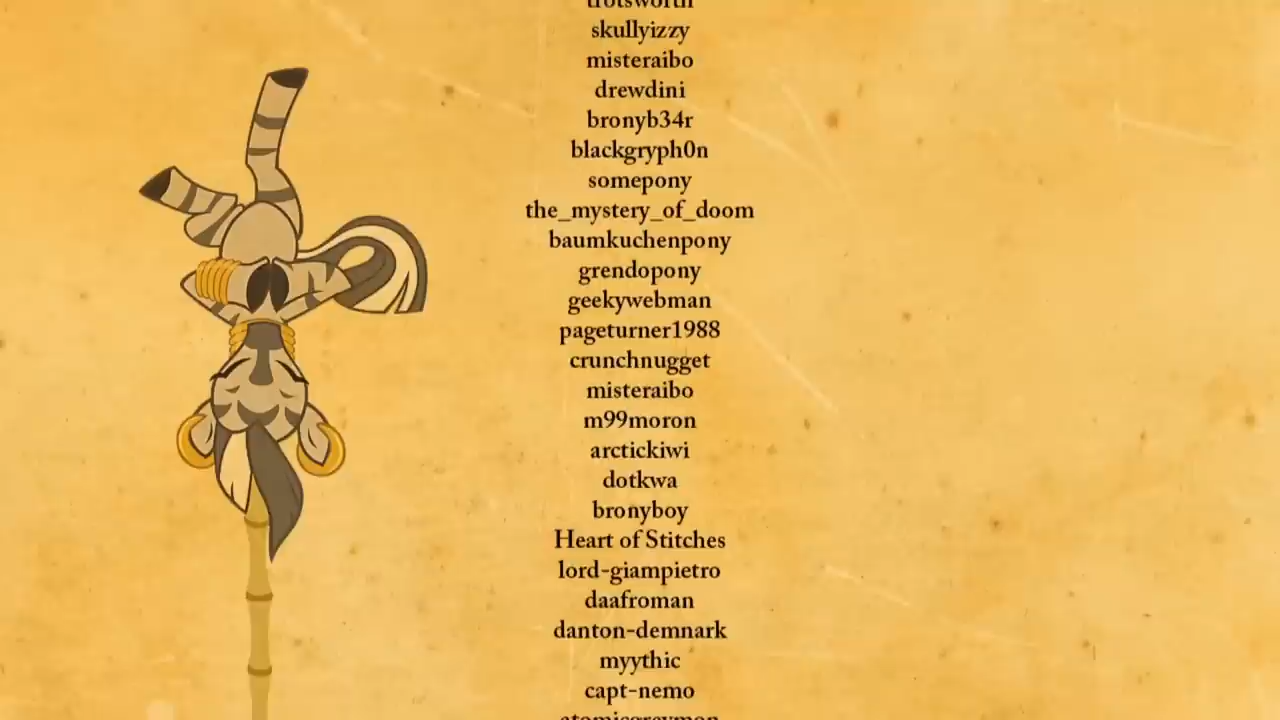 trotsworth
skullyizzy
misteraibo
drewdini
bronyb34r
blackgryph0n
somepony
the_mystery_of_doom
baumkuchenpony
grendopony
geekywebman
pageturner1988
crunchnugget
misteraibo
m99moron
arctickiwi
dotkwa
bronyboy
Heart of Stitches
lord-giampietro
daafroman
danton-demnark
myythic
capt-nemo